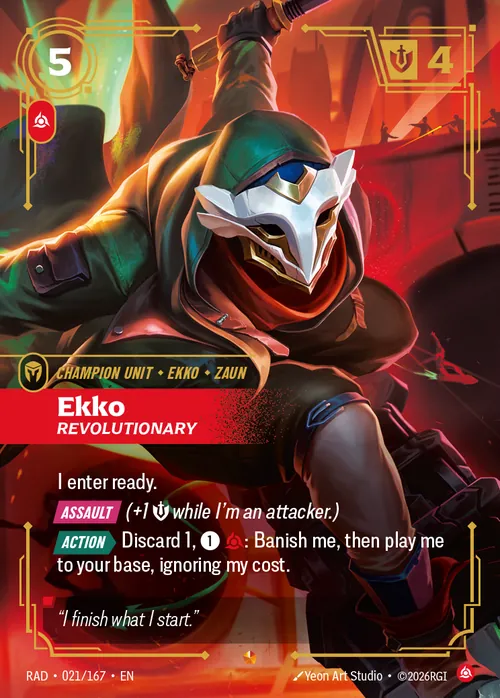 5
4
CHAMPION UNIT • EKKO • ZAUN
Ekko
REVOLUTIONARY
I enter ready.
ASSAULT (+1 while I'm an attacker.)
ACTION Discard 1, 1 : Banish me, then play me
to your base, ignoring my cost.
"I finish what I start."
RAD • 021/167 • EN
Yeon Art Studio • ©2026RGI